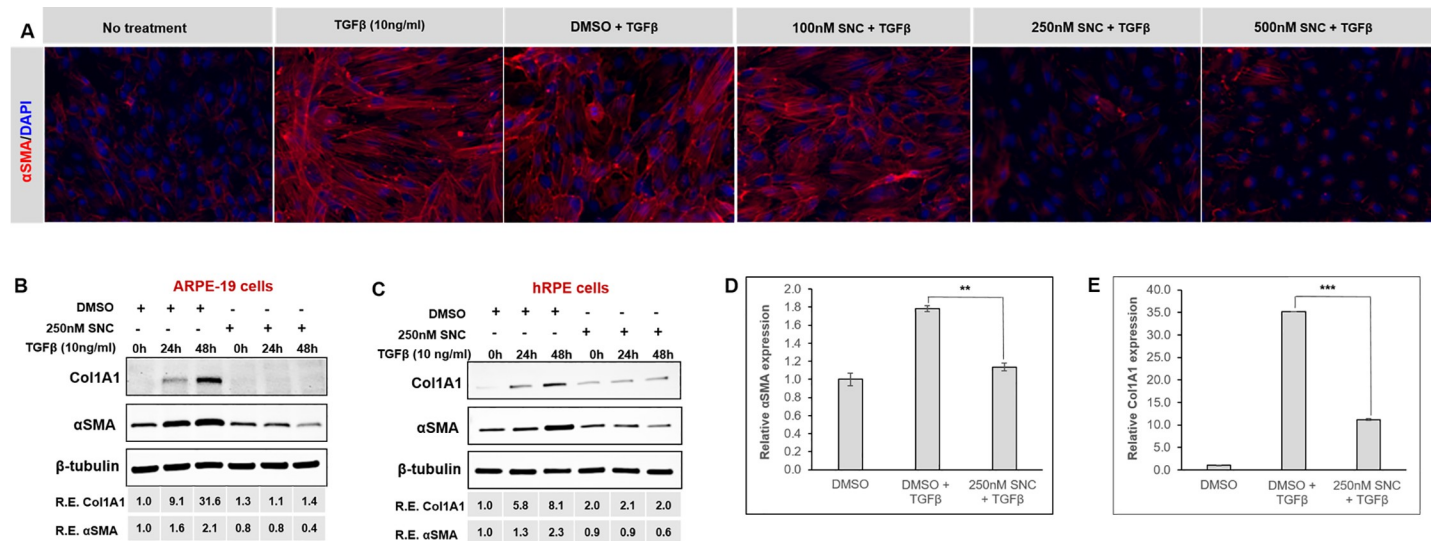 A
No treatment
TGFβ (10ng/ml)
DMSO + TGFβ
100nM SNC + TGFβ
250nM SNC + TGFβ
500nM SNC + TGFβ
αSMA/DAPI
B
ARPE-19 cells
DMSO + + + - - -
250nM SNC - - - + + +
TGFβ (10ng/ml) 0h 24h 48h 0h 24h 48h
Col1A1
αSMA
β-tubulin
R.E. Col1A1 1.0 9.1 31.6 1.3 1.1 1.4
R.E. αSMA 1.0 1.6 2.1 0.8 0.8 0.4
C
hRPE cells
DMSO + + + - - -
250nM SNC - - - + + +
TGFβ (10 ng/ml) 0h 24h 48h 0h 24h 48h
Col1A1
αSMA
β-tubulin
R.E. Col1A1 1.0 5.8 8.1 2.0 2.1 2.0
R.E. αSMA 1.0 1.3 2.3 0.9 0.9 0.6
D
Relative αSMA expression
2.0
1.8
1.6
1.4
1.2
1.0
0.8
0.6
0.4
0.2
0.0
**
DMSO
DMSO +
TGFβ
250nM SNC
+ TGFβ
E
Relative Col1A1 expression
40.0
35.0
30.0
25.0
20.0
15.0
10.0
5.0
0.0
***
DMSO
DMSO +
TGFβ
250nM SNC
+ TGFβ